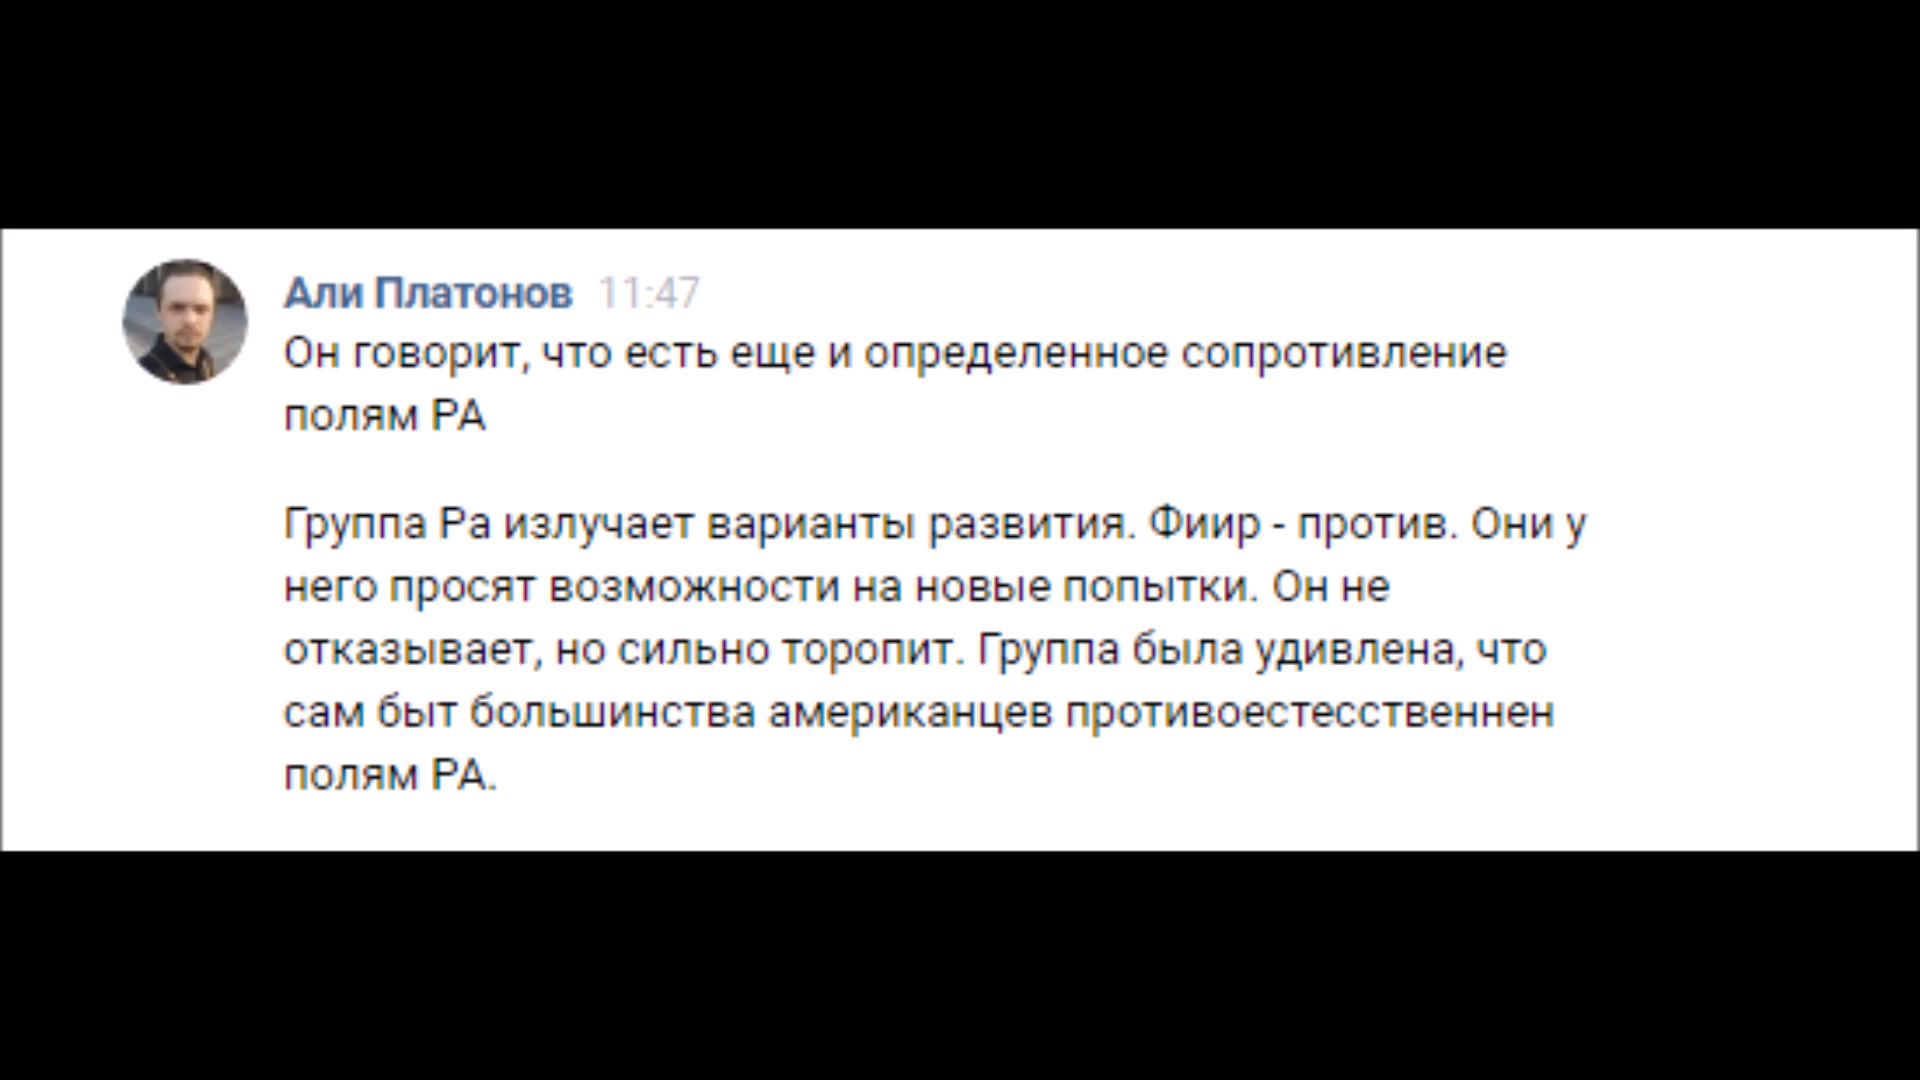 Али Платонов 11:47
Он говорит, что есть еще и определенное сопротивление
полям РА
Группа Ра излучает варианты развития. Фиир - против. Они у
него просят возможности на новые попытки. Он не
отказывает, но сильно торопит. Группа была удивлена, что
сам быт большинства американцев противоестесственнен
полям РА.